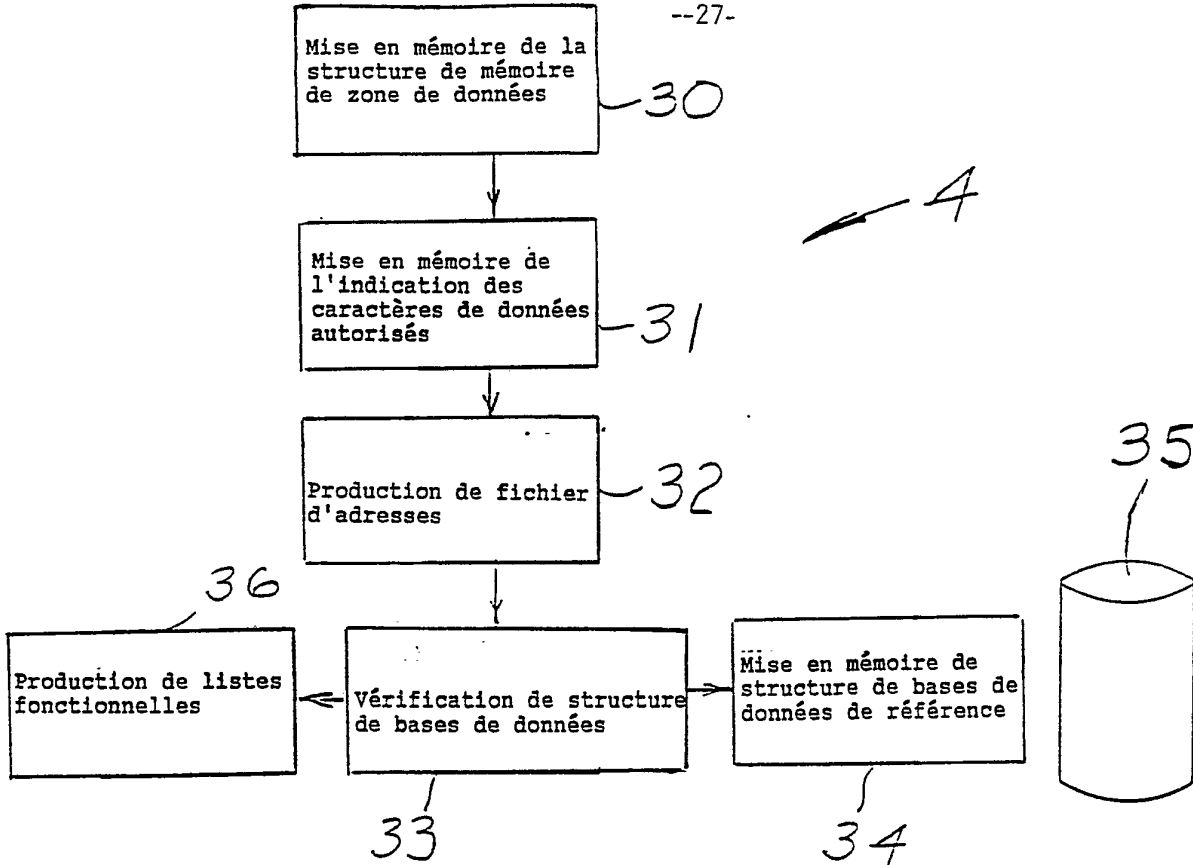 --27-
Mise en mémoire de la
structure de mémoire
de zone de données
30
4
Mise en mémoire de
l'indication des
caractères de données
autorisés
31
Production de fichier
d'adresses
32
35
36
Production de listes
fonctionnelles
Vérification de structure
de bases de données
Mise en mémoire de
structure de bases de
données de référence
33
34